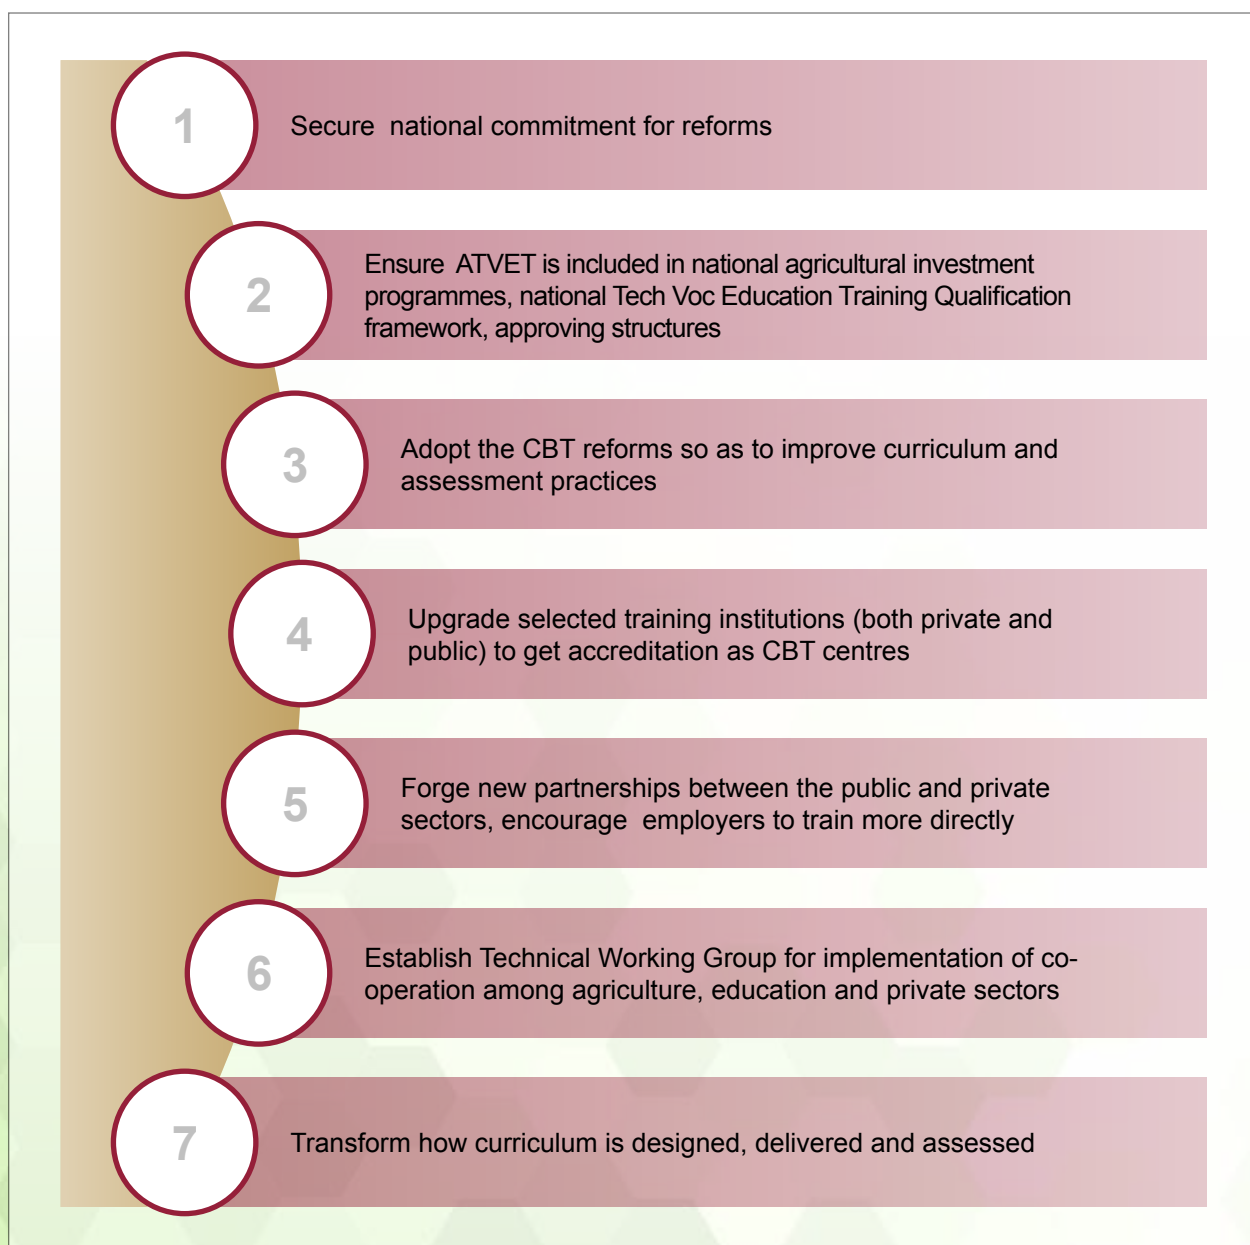 1
Secure national commitment for reforms
2
Ensure ATVET is included in national agricultural investment
programmes, national Tech Voc Education Training Qualification
framework, approving structures
3
Adopt the CBT reforms so as to improve curriculum and
assessment practices
4
Upgrade selected training institutions (both private and
public) to get accreditation as CBT centres
5
Forge new partnerships between the public and private
sectors, encourage employers to train more directly
6
Establish Technical Working Group for implementation of co-
operation among agriculture, education and private sectors
7
Transform how curriculum is designed, delivered and assessed